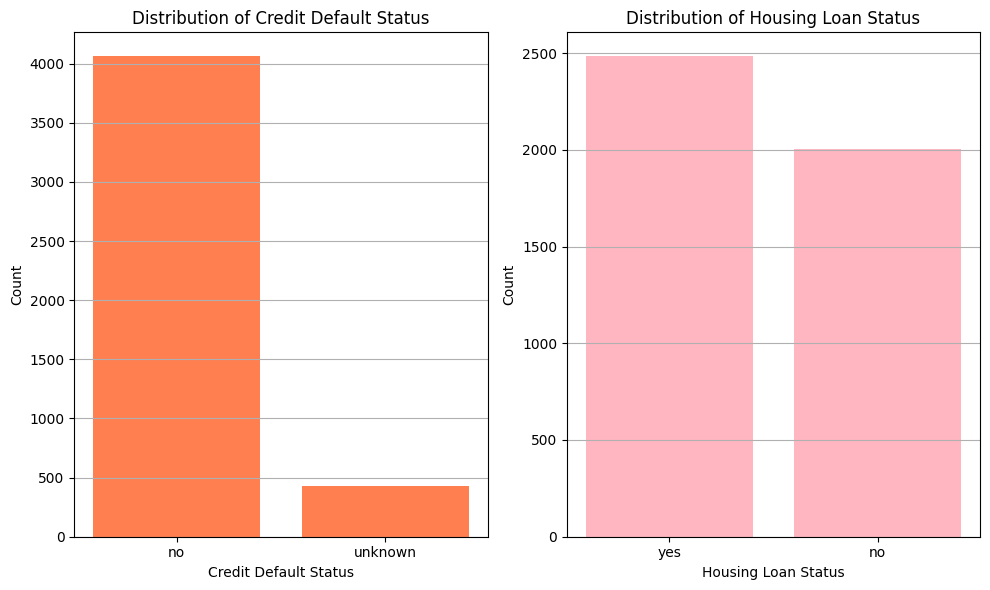 Distribution of Credit Default Status
4000
3500
3000
2500
2000
1500
1000
500
0
Count
no
unknown
Credit Default Status
Distribution of Housing Loan Status
2500
2000
1500
1000
500
0
Count
yes
no
Housing Loan Status